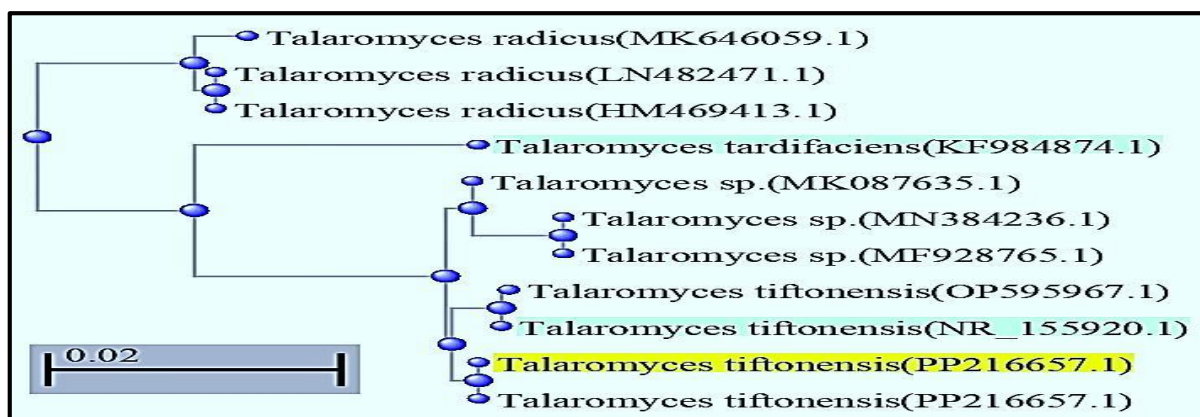 Talaromyces radicus(MK646059.1)
Talaromyces radicus(LN482471.1)
Talaromyces radicus(HM469413.1)
Talaromyces tardifaciens(KF984874.1)
Talaromyces sp.(MK087635.1)
Talaromyces sp.(MN384236.1)
Talaromyces sp.(MF928765.1)
Talaromyces tiftonensis(OP595967.1)
Talaromyces tiftonensis(NR_155920.1)
Talaromyces tiftonensis(PP216657.1)
Talaromyces tiftonensis(PP216657.1)
0.02